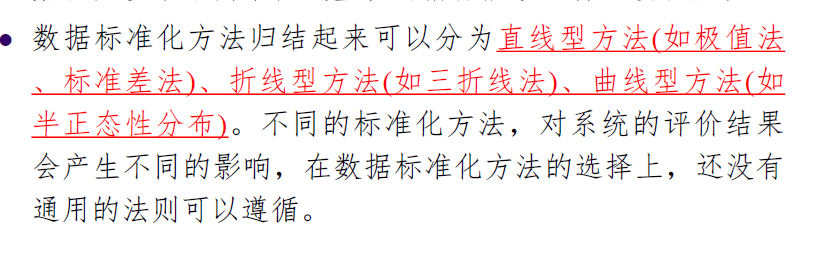 • 数据标准化方法归结起来可以分为直线型方法(如极值法
、标准差法)、折线型方法(如三折线法)、曲线型方法(如
半正态性分布)。不同的标准化方法，对系统的评价结果
会产生不同的影响，在数据标准化方法的选择上，还没有
通用的法则可以遵循。